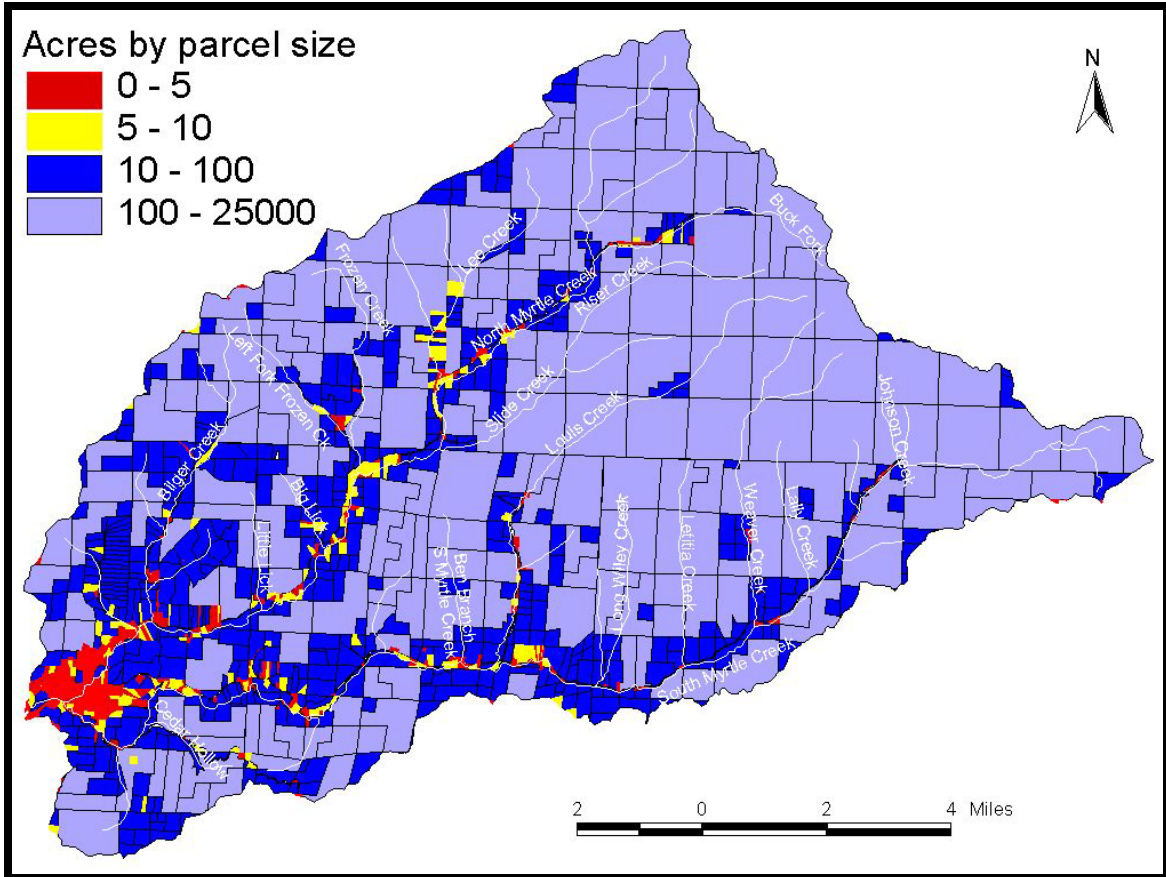 Acres by parcel size
0 - 5
5 - 10
10 - 100
100 - 25000
N
Buck Fork
Lee Creek
Frozen Creek
North Myrtle Creek
Riser Creek
Left Fork Frozen Ck
Slide Creek
Louis Creek
Johnson Creek
Bilger Creek
Big Lick
Little Lick
S Myrtle Creek
Ben Branch
Long Wiley Creek
Letitia Creek
Weaver Creek
Lally Creek
South Myrtle Creek
Cedar Hollow
2 0 2 4 Miles